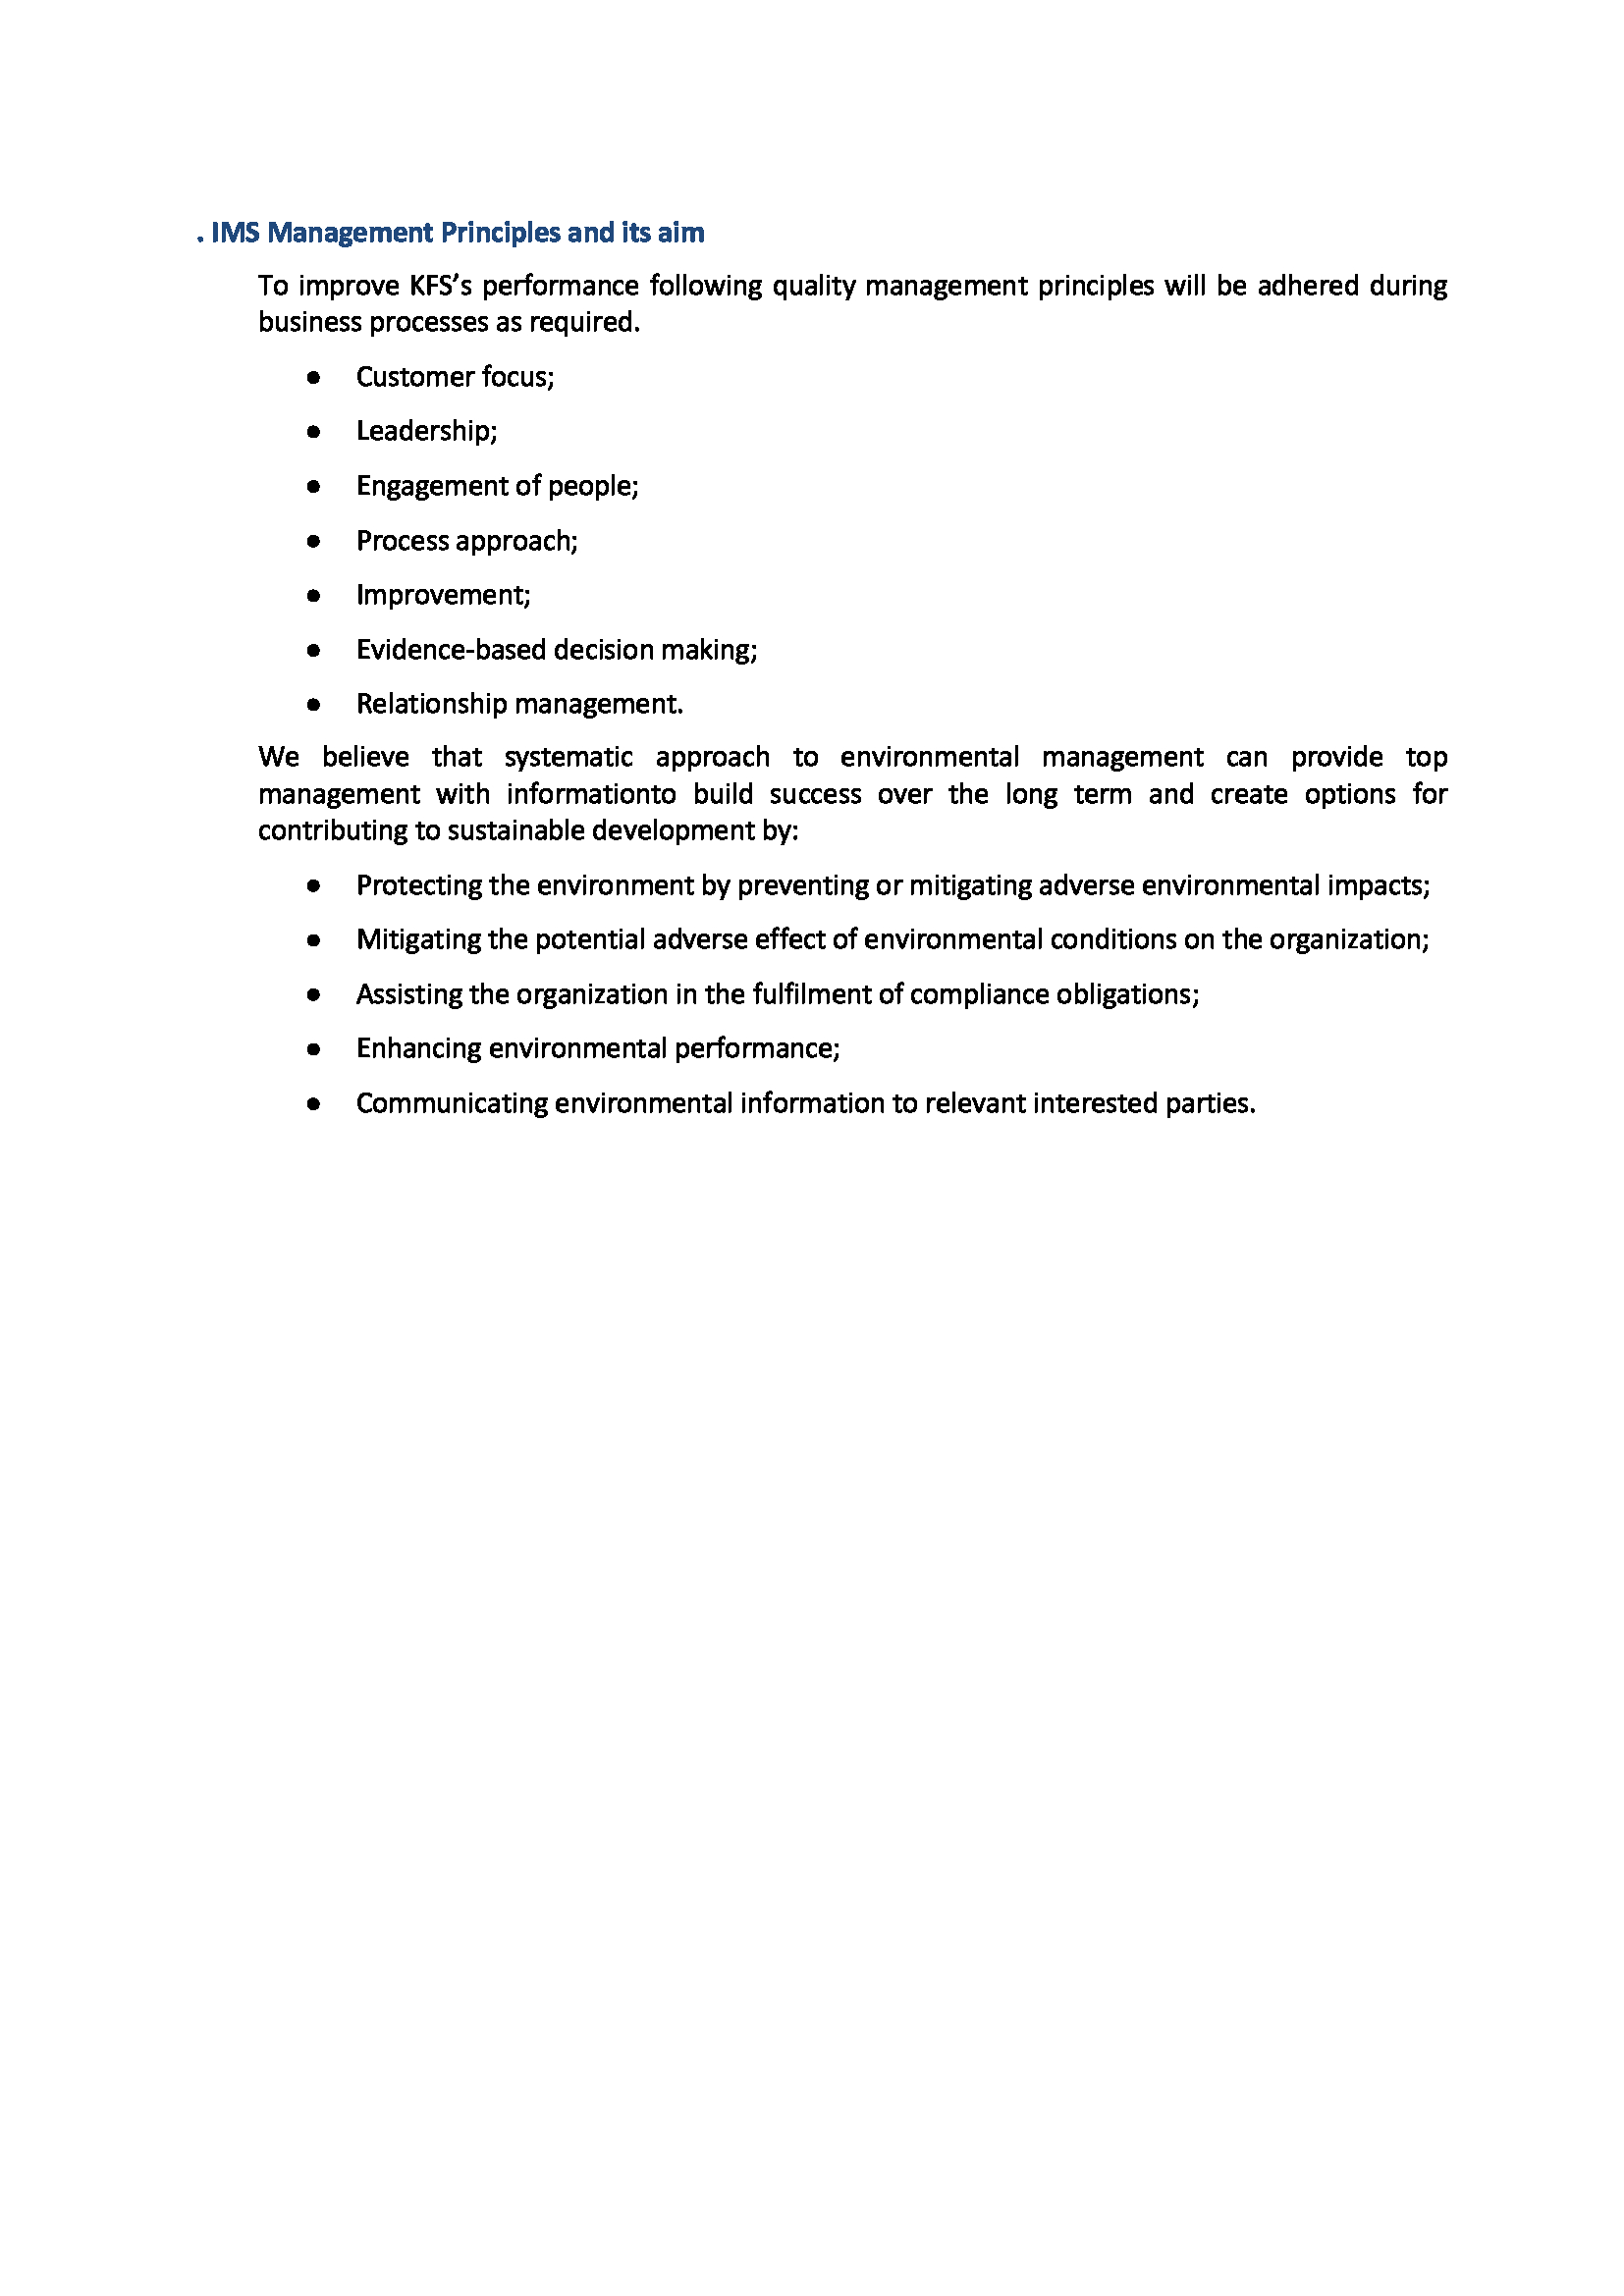 . IMS Management Principles and its aim
To improve KFS’s performance following quality management principles will be adhered during
business processes as required.
● Customer focus;
● Leadership;
● Engagement of people;
● Process approach;
● Improvement;
● Evidence-based decision making;
● Relationship management.
We believe that systematic approach to environmental management can provide top
management with informationto build success over the long term and create options for
contributing to sustainable development by:
● Protecting the environment by preventing or mitigating adverse environmental impacts;
● Mitigating the potential adverse effect of environmental conditions on the organization;
● Assisting the organization in the fulfilment of compliance obligations;
● Enhancing environmental performance;
● Communicating environmental information to relevant interested parties.